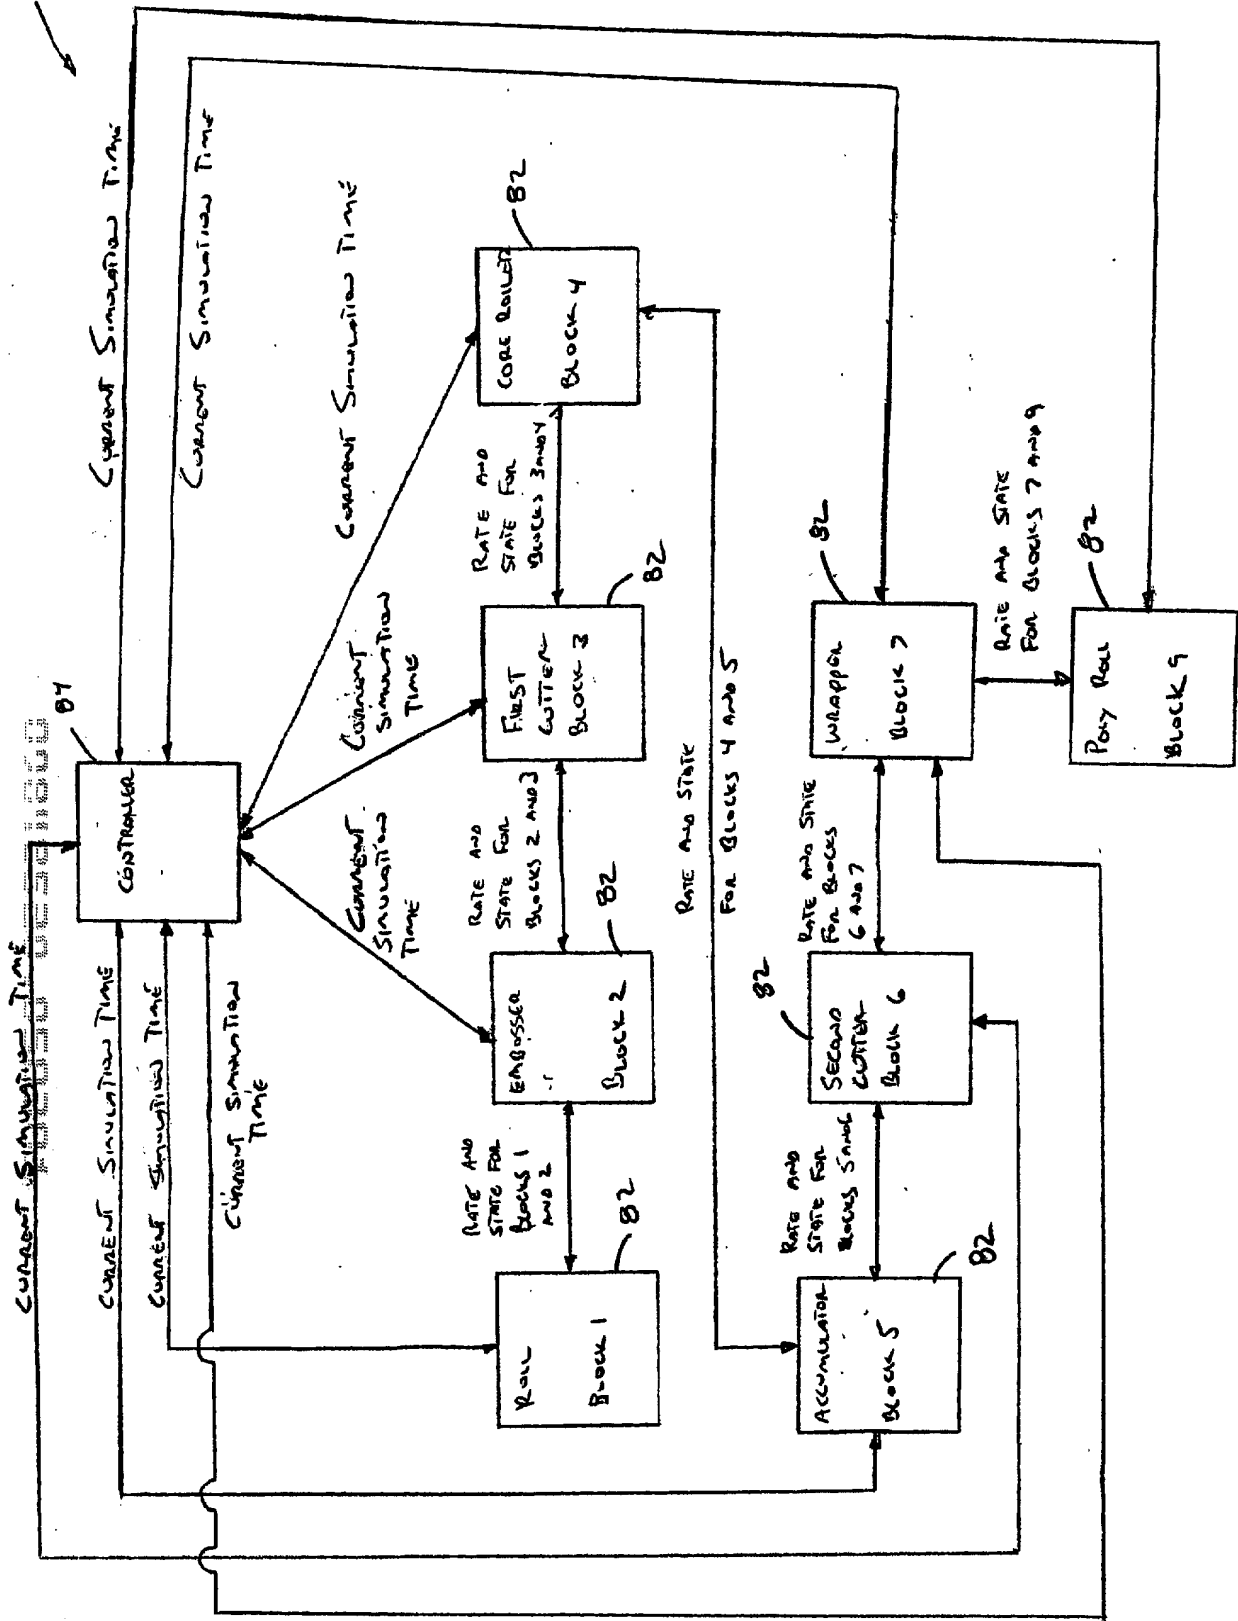 CURRENT SIMULATION TIME
CURRENT SIMULATION TIME
CURRENT SIMULATION TIME
CURRENT SIMULATION
TIME
84
CONTROLLER
CURRENT SIMULATION TIME
CURRENT SIMULATION TIME
CURRENT
SIMULATION
TIME
CURRENT
SIMULATION
TIME
CURRENT SIMULATION TIME
ROLL
BLOCK 1
82
RATE AND
STATE FOR
BLOCKS 1
AND 2
EMBOSSER
BLOCK 2
82
RATE AND
STATE FOR
BLOCKS 2 AND 3
FIRST
CUTTER
BLOCK 3
82
RATE AND
STATE FOR
BLOCKS 3 AND 4
CORE ROLLER
BLOCK 4
82
RATE AND STATE
FOR BLOCKS 4 AND 5
ACCUMULATOR
BLOCK 5
82
RATE AND
STATE FOR
BLOCKS 5 AND 6
82
SECOND
CUTTER
BLOCK 6
RATE AND STATE
FOR BLOCKS
6 AND 7
82
WRAPPER
BLOCK 7
RATE AND STATE
FOR BLOCKS 7 AND 9
82
POLY ROLL
BLOCK 9